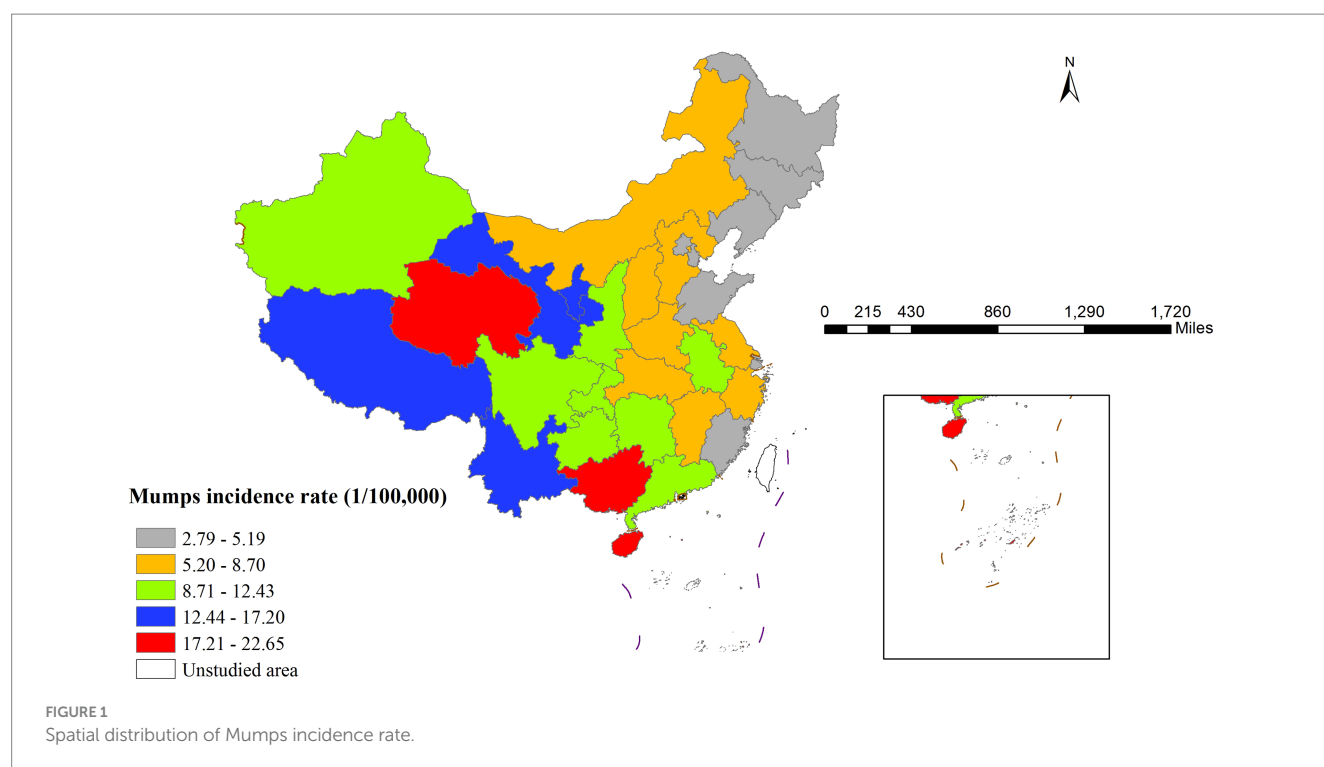 N
0 215 430 860 1,290 1,720
Miles
Mumps incidence rate (1/100,000)
2.79 - 5.19
5.20 - 8.70
8.71 - 12.43
12.44 - 17.20
17.21 - 22.65
Unstudied area
FIGURE 1
Spatial distribution of Mumps incidence rate.